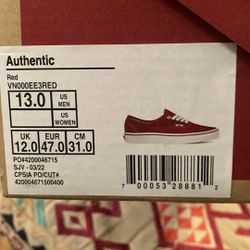 Authentic
Red
VN000EE3RED
13.0 US MEN
US WOMEN
UK EUR CM
12.0 47.0 31.0
PO#4200046715
SJV - 03/22
CPSIA PO/CUT#
420004671500400
7 00053 28881 2